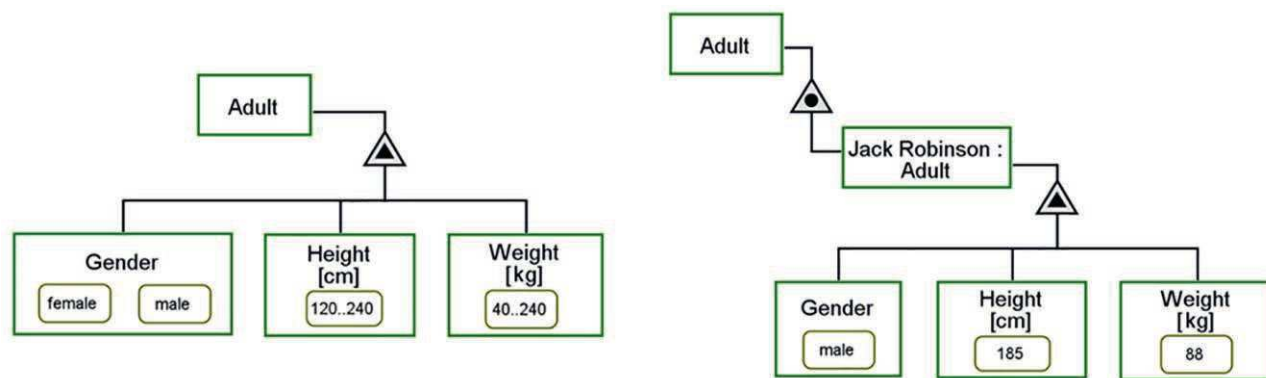 Adult
Gender
female
male
Height
[cm]
120..240
Weight
[kg]
40..240
Adult
Jack Robinson :
Adult
Gender
male
Height
[cm]
185
Weight
[kg]
88